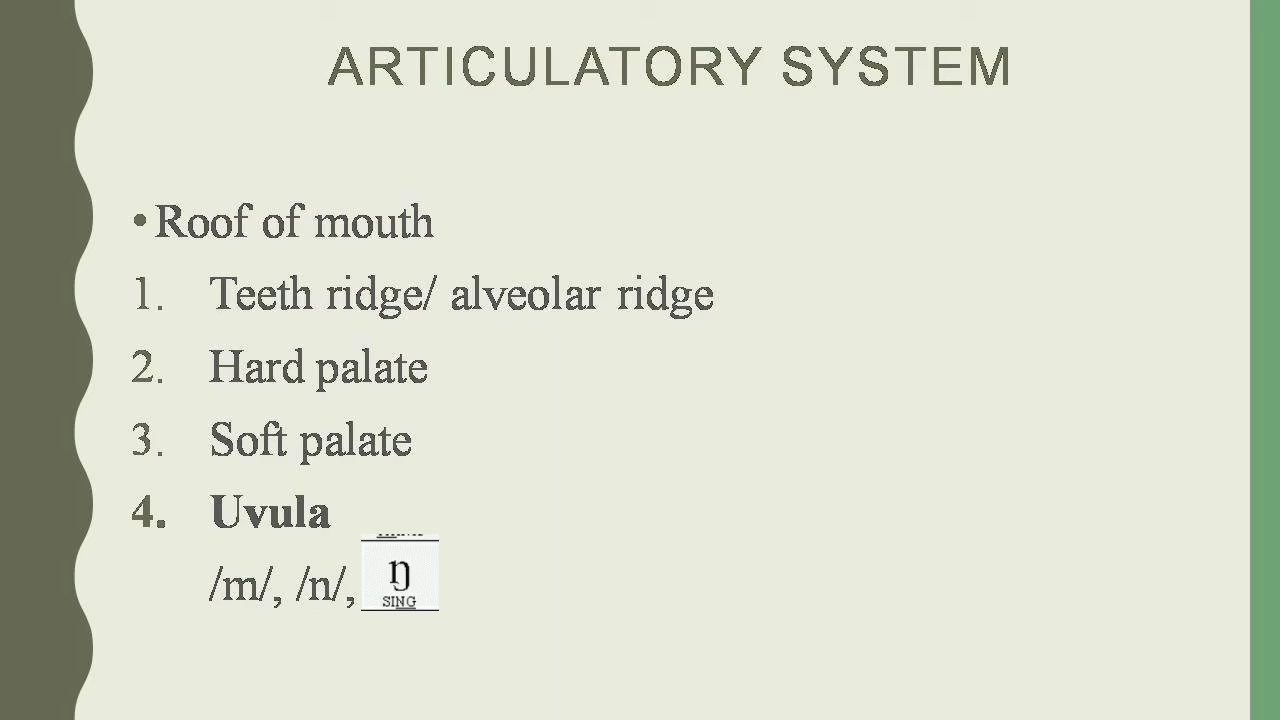 ARTICULATORY SYSTEM
• Roof of mouth
1. Teeth ridge/ alveolar ridge
2. Hard palate
3. Soft palate
4. Uvula
/m/, /n/, ŋ
SING